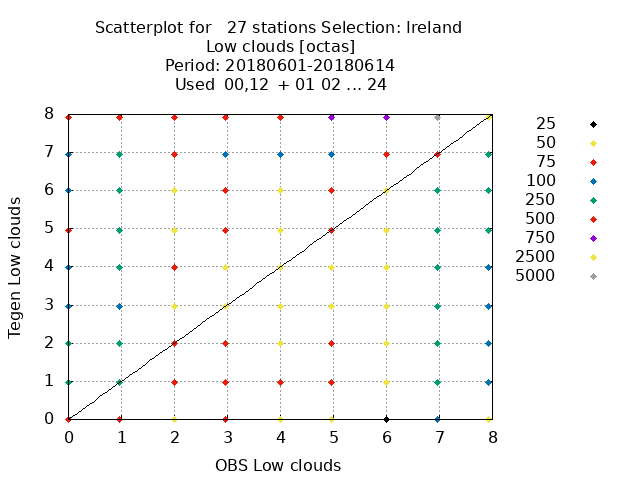 Scatterplot for   27 stations Selection: Ireland
Low clouds [octas]
Period: 20180601-20180614
Used  00,12  + 01 02 ... 24
8
7
6
5
4
3
2
1
0
Tegen Low clouds
0 1 2 3 4 5 6 7 8
OBS Low clouds
25
50
75
100
250
500
750
2500
5000